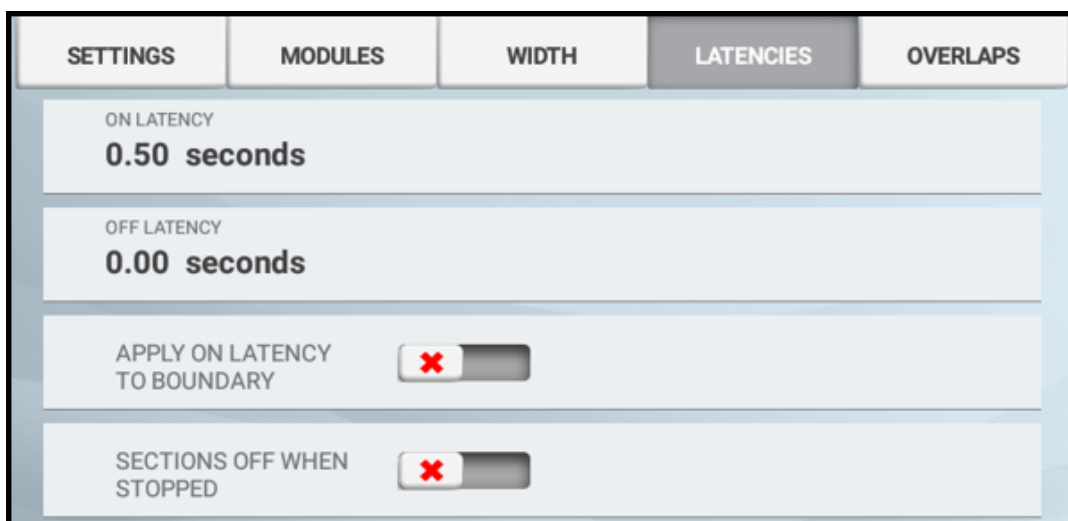 SETTINGS MODULES WIDTH LATENCIES OVERLAPS
ON LATENCY
0.50 seconds
OFF LATENCY
0.00 seconds
APPLY ON LATENCY
TO BOUNDARY
SECTIONS OFF WHEN
STOPPED